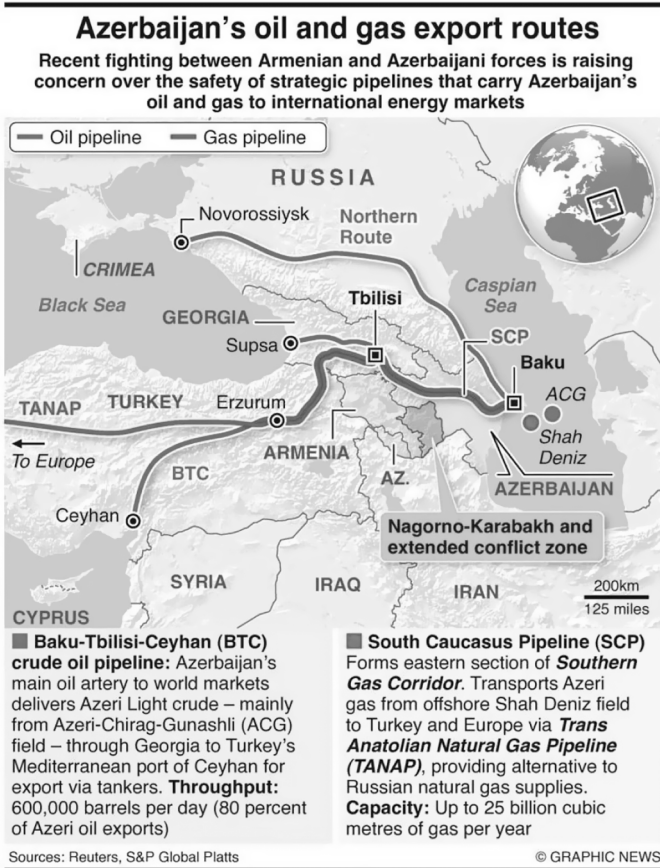 Azerbaijan's oil and gas export routes
Recent fighting between Armenian and Azerbaijani forces is raising
concern over the safety of strategic pipelines that carry Azerbaijan's
oil and gas to international energy markets
Oil pipeline
Gas pipeline
RUSSIA
Novorossiysk
Northern
Route
CRIMEA
Black Sea
Caspian
Sea
Tbilisi
GEORGIA
Supsa
SCP
Baku
ACG
TANAP
TURKEY
Erzurum
Shah
Deniz
To Europe
ARMENIA
BTC
AZ.
AZERBAIJAN
Ceyhan
Nagorno-Karabakh and
extended conflict zone
SYRIA
IRAQ
IRAN
200km
125 miles
CYPRUS
Baku-Tbilisi-Ceyhan (BTC)
crude oil pipeline: Azerbaijan's
main oil artery to world markets
delivers Azeri Light crude – mainly
from Azeri-Chirag-Gunashli (ACG)
field – through Georgia to Turkey's
Mediterranean port of Ceyhan for
export via tankers. Throughput:
600,000 barrels per day (80 percent
of Azeri oil exports)
South Caucasus Pipeline (SCP)
Forms eastern section of Southern
Gas Corridor. Transports Azeri
gas from offshore Shah Deniz field
to Turkey and Europe via Trans
Anatolian Natural Gas Pipeline
(TANAP), providing alternative to
Russian natural gas supplies.
Capacity: Up to 25 billion cubic
metres of gas per year
Sources: Reuters, S&P Global Platts
© GRAPHIC NEWS